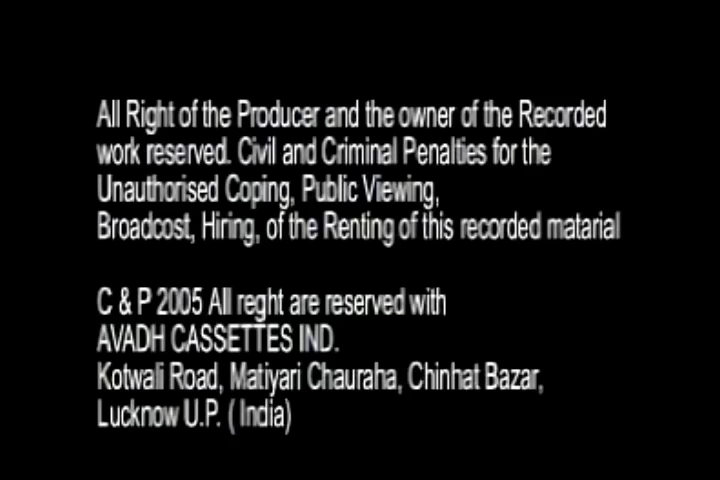 All Right of the Producer and the owner of the Recorded
work reserved. Civil and Criminal Penalties for the
Unauthorised Coping, Public Viewing,
Broadcost, Hiring, of the Renting of this recorded matarial
C & P 2005 All reght are reserved with
AVADH CASSETTES IND.
Kotwali Road, Matiyari Chauraha, Chinhat Bazar,
Lucknow U.P. ( India)